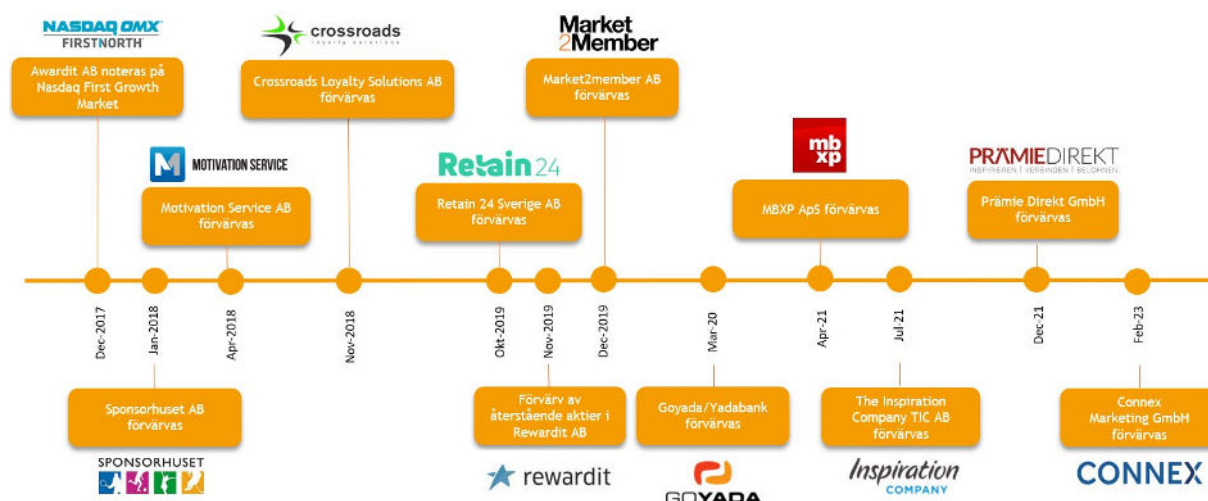 NASDAQ OMX
FIRSTNORTH
Awardit AB noteras på
Nasdaq First Growth
Market
crossroads
loyalty solutions
Crossroads Loyalty Solutions AB
förvärvas
Market
2Member
Market2member AB
förvärvas
M MOTIVATION SERVICE
Motivation Service AB
förvärvas
Retain 24
Retain 24 Sverige AB
förvärvas
mb
xp
MBXP ApS förvärvas
PRÄMIEDIREKT
INSPIRIEREN | VERBINDEN | BELOHNEN.
Prämie Direkt GmbH
förvärvas
Dec-2017
Jan-2018
Apr-2018
Nov-2018
Okt-2019
Nov-2019
Dec-2019
Mar-20
Apr-21
Jul-21
Dec-21
Feb-23
Sponsorhuset AB
förvärvas
SPONSORHUSET
Förvärv av
återstående aktier i
Rewardit AB
rewardit
Goyada/Yadabank
förvärvas
GOYADA
The Inspiration
Company TIC AB
förvärvas
Inspiration
COMPANY
Connex
Marketing GmbH
förvärvas
CONNEX